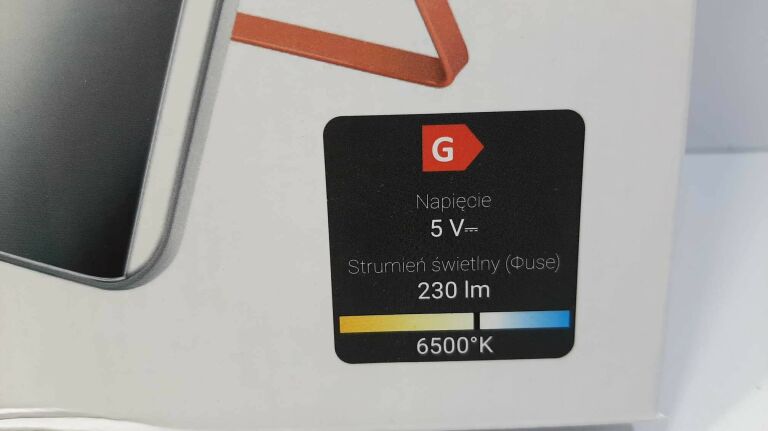 G
Napięcie
5 V⎓
Strumień świetlny (Φuse)
230 lm
6500°K